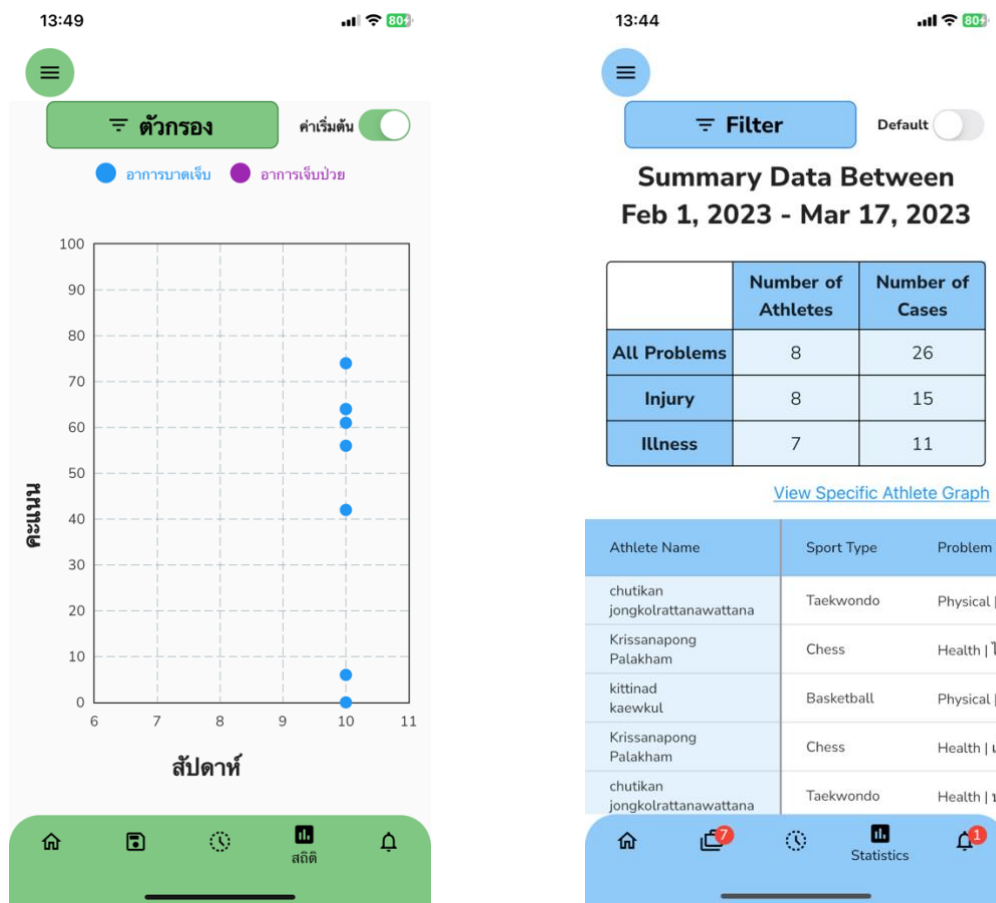 13:49
80
ตัวกรอง
ค่าเริ่มต้น
อาการบาดเจ็บ
อาการเจ็บป่วย
100
90
80
70
60
50
40
30
20
10
0
คะแนน
6 7 8 9 10 11
สัปดาห์
สถิติ
13:44
80
Filter
Default
Summary Data Between
Feb 1, 2023 - Mar 17, 2023
Number of Athletes
Number of Cases
All Problems 8 26
Injury 8 15
Illness 7 11
View Specific Athlete Graph
Athlete Name Sport Type Problem
chutikan
jongkolrattanawattana
Taekwondo Physical |
Krissanapong
Palakham
Chess Health |
kittinad
kaewkul
Basketball Physical |
Krissanapong
Palakham
Chess Health |
chutikan
jongkolrattanawattana
Taekwondo Health |
7
Statistics
1